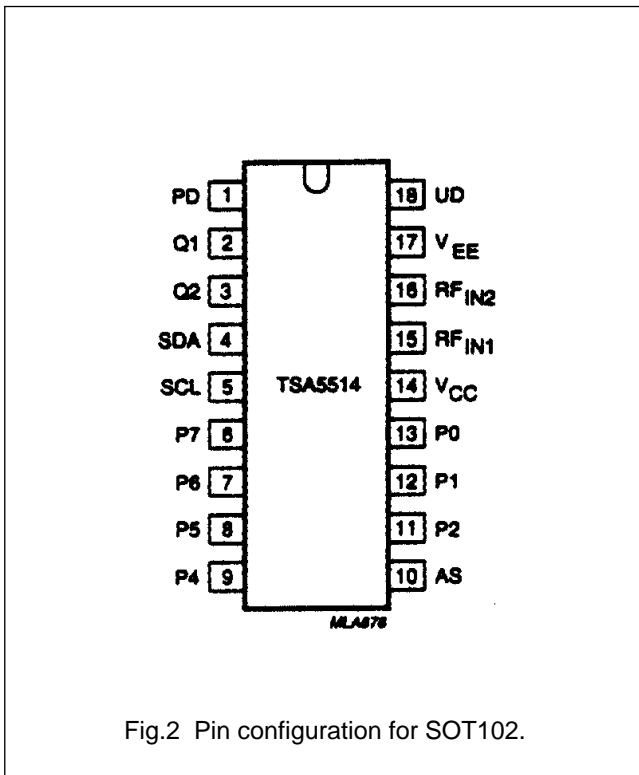 PD 1 18 UD
Q1 2 17 VEE
Q2 3 16 RFIN2
SDA 4 15 RFIN1
SCL 5 TSA5514 14 VCC
P7 6 13 P0
P6 7 12 P1
P5 8 11 P2
P4 9 10 AS
MLA676
Fig.2 Pin configuration for SOT102.